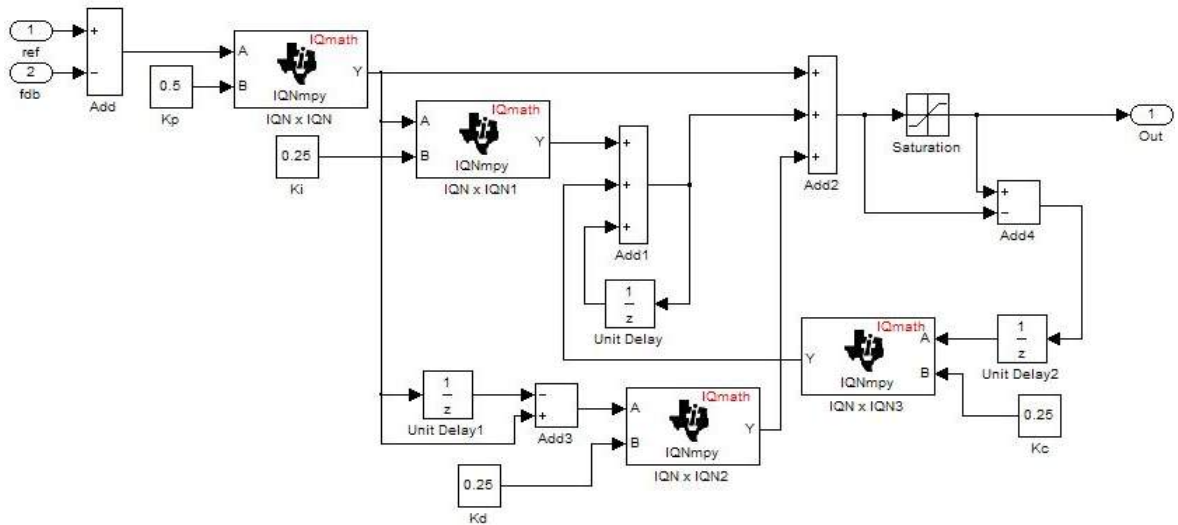 1
ref
2
fdb
+
−
Add
0.5
Kp
IQmath
A
B
Y
IQNmpy
IQN x IQN
0.25
Ki
IQmath
A
B
Y
IQNmpy
IQN x IQN1
+
+
+
Add1
1
z
Unit Delay
+
+
+
Add2
Saturation
1
Out
+
−
Add4
1
z
Unit Delay2
IQmath
A
B
Y
IQNmpy
IQN x IQN3
0.25
Kc
1
z
Unit Delay1
−
+
Add3
IQmath
A
B
Y
IQNmpy
IQN x IQN2
0.25
Kd